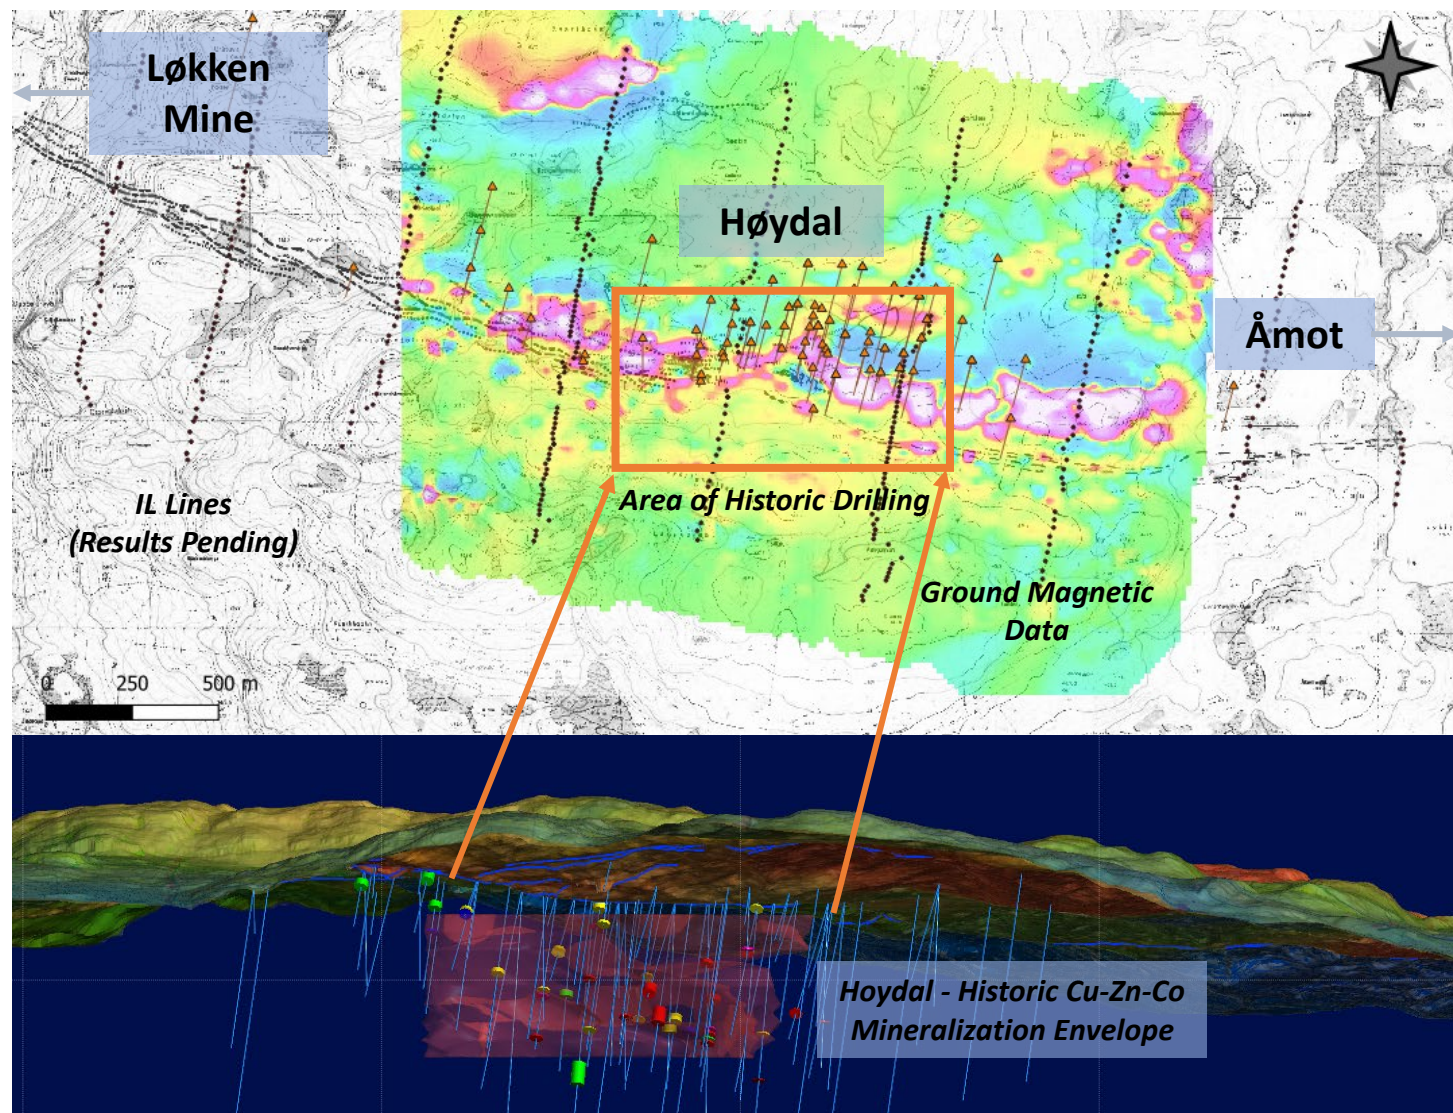 Løkken
Mine
Høydal
Åmot
IL Lines
(Results Pending)
Area of Historic Drilling
Ground Magnetic
Data
0 250 500 m
Hoydal - Historic Cu-Zn-Co
Mineralization Envelope